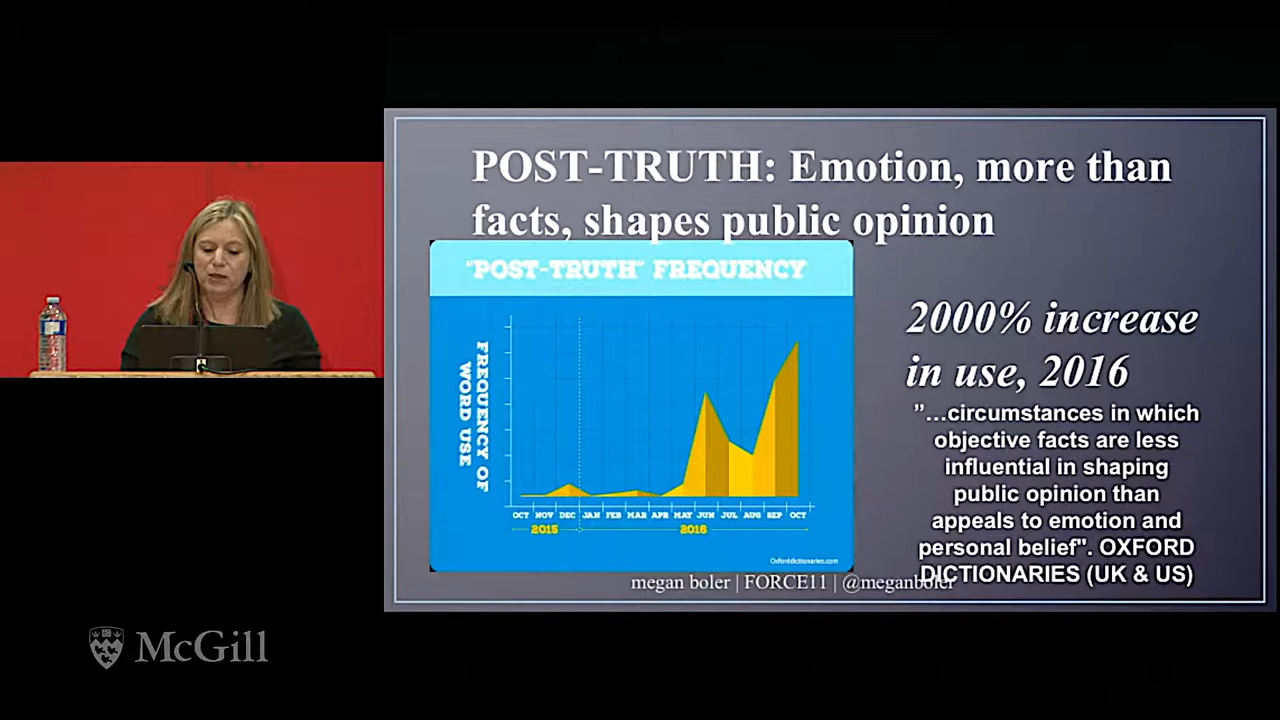 POST-TRUTH: Emotion, more than
facts, shapes public opinion
"POST-TRUTH" FREQUENCY
FREQUENCY OF
WORD USE
OCT NOV DEC JAN FEB MAR APR MAY JUN JUL AUG SEP OCT
2015 2016
Oxforddictionaries.com
2000% increase
in use, 2016
"…circumstances in which
objective facts are less
influential in shaping
public opinion than
appeals to emotion and
personal belief". OXFORD
DICTIONARIES (UK & US)
megan boler | FORCE11 | @meganboler
McGill